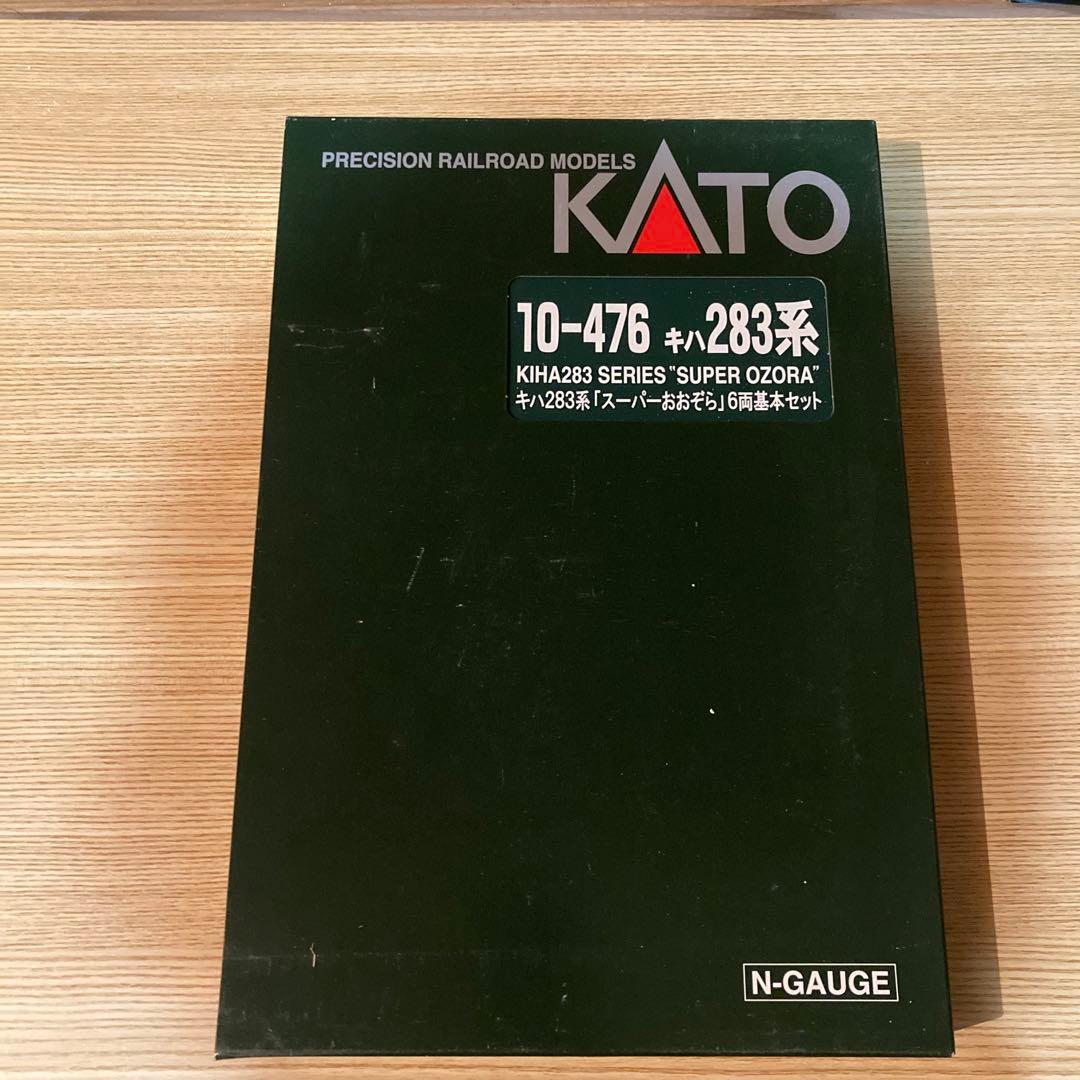 PRECISION RAILROAD MODELS
KATO
10-476 キハ283系
KIHA283 SERIES "SUPER OZORA"
キハ283系「スーパーおおぞら」6両基本セット
N-GAUGE